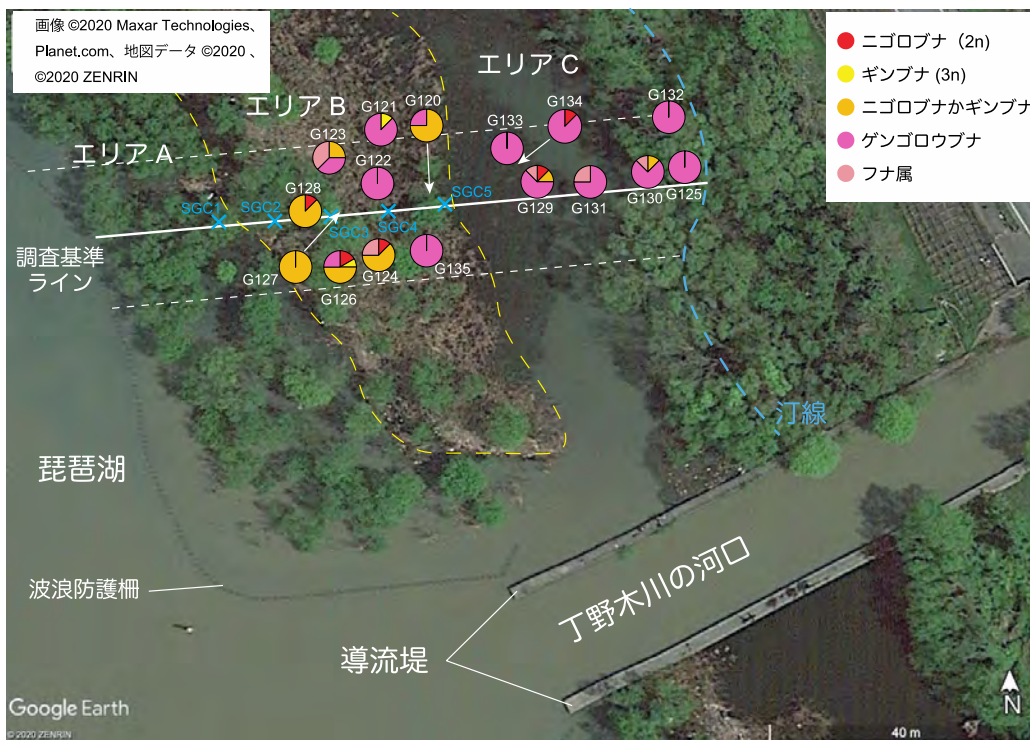 画像 ©2020 Maxar Technologies、
Planet.com、地図データ ©2020 、
©2020 ZENRIN
ニゴロブナ（2n)
ギンブナ (3n)
ニゴロブナかギンブナ
ゲンゴロウブナ
フナ属
エリア A
エリア B
エリア C
G121
G120
G134
G132
G133
G123
G122
G128
G129
G131
G130
G125
SGC1
SGC2
SGC3
SGC4
SGC5
調査基準
ライン
G127
G126
G124
G135
汀線
琵琶湖
波浪防護柵
導流堤
丁野木川の河口
N
Google Earth
© 2020 ZENRIN
40 m